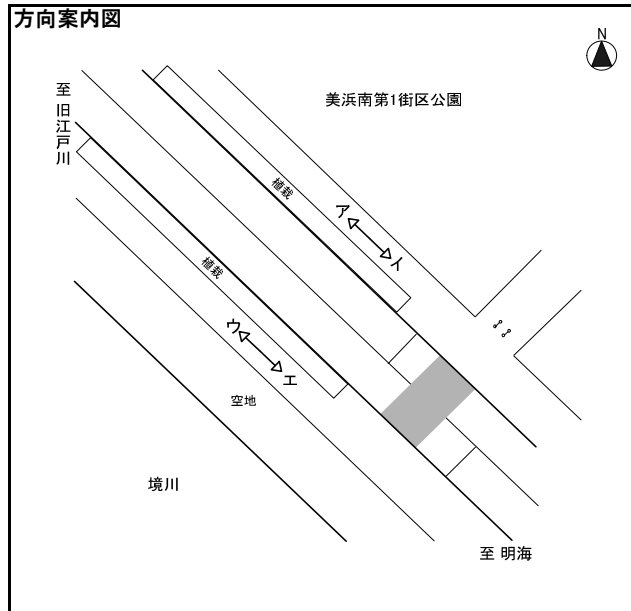 方向案内図
N
美浜南第1街区公園
至 旧江戸川
植栽
ア
イ
植栽
ウ
エ
空地
境川
至 明海